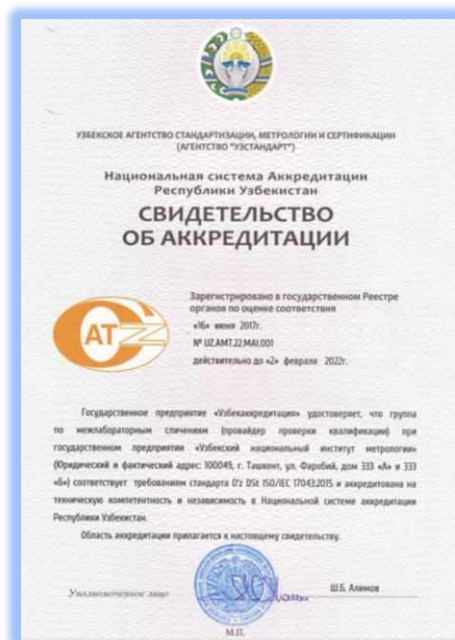 УЗБЕКСКОЕ АГЕНТСТВО СТАНДАРТИЗАЦИИ, МЕТРОЛОГИИ И СЕРТИФИКАЦИИ
(АГЕНТСТВО "УЗСТАНДАРТ")
Национальная система Аккредитации
Республики Узбекистан
СВИДЕТЕЛЬСТВО
ОБ АККРЕДИТАЦИИ
Зарегистрировано в государственном Реестре
органов по оценке соответствия
«16» июня 2017г.
№ UZ.AMT.22.MAI.001
действительно до «2» февраля 2022г.
ATZ
Государственное предприятие «Узбекаккредитация» удостоверяет, что группа
по межлабораторным сличениям (провайдер проверки квалификации) при
государственном предприятии «Узбекский национальный институт метрологии»
(Юридический и фактический адрес: 100049, г. Ташкент, ул. Фаробий, дом 333 «А» и 333
«Б») соответствует требованиям стандарта O'z DSt ISO/IEC 17043:2015 и аккредитована на
техническую компетентность и независимость в Национальной системе аккредитации
Республики Узбекистан.
Область аккредитации прилагается к настоящему свидетельству.
Уполномоченное лицо
Ш.Б. Алимов
М.П.